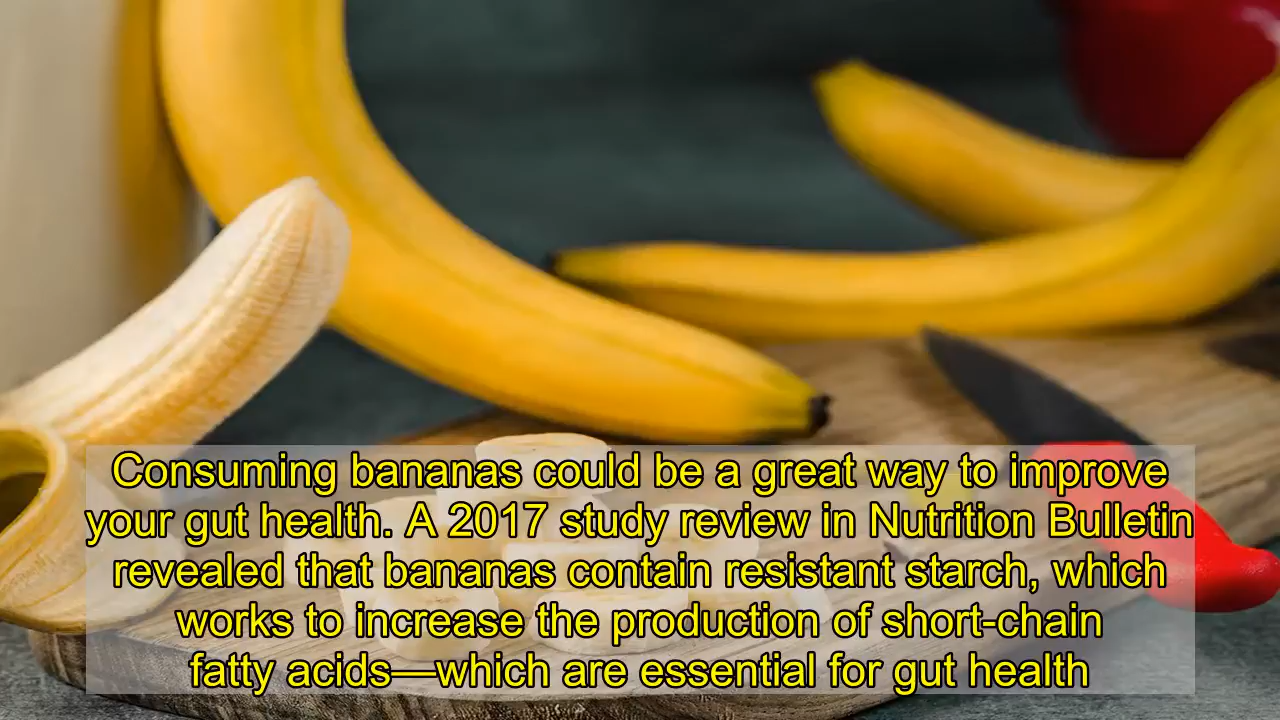 Consuming bananas could be a great way to improve
your gut health. A 2017 study review in Nutrition Bulletin
revealed that bananas contain resistant starch, which
works to increase the production of short-chain
fatty acids—which are essential for gut health